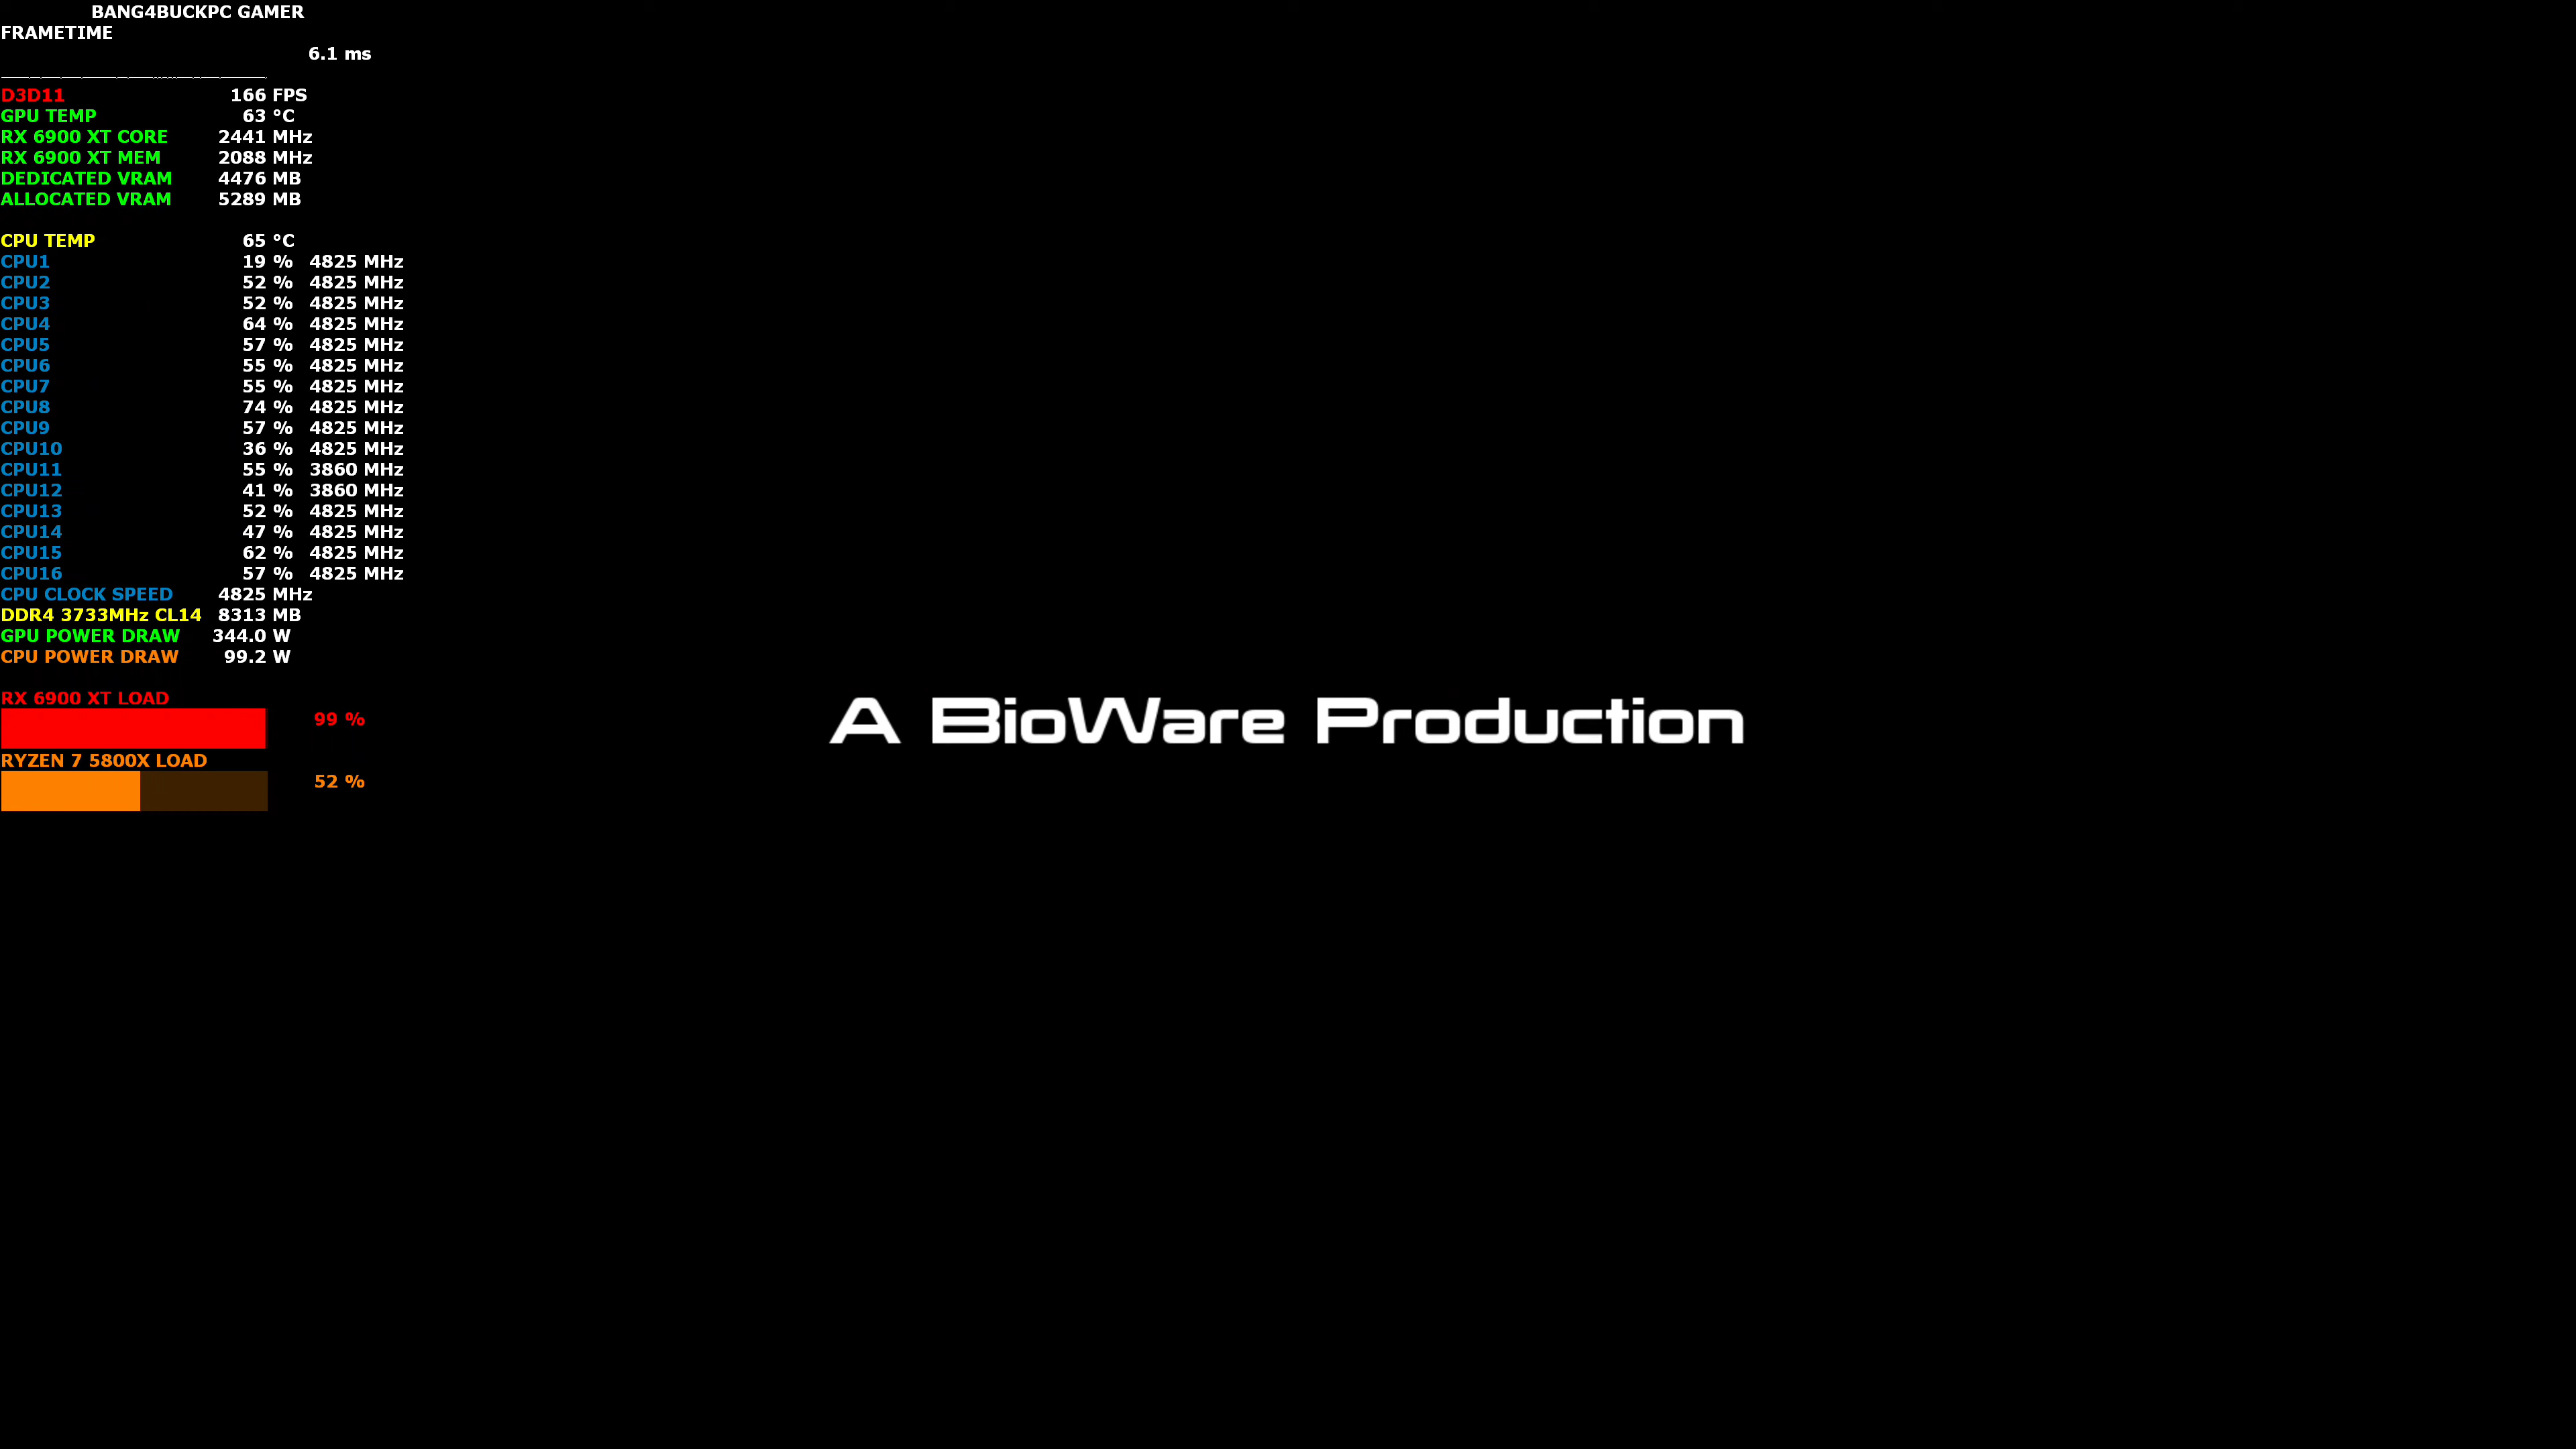 BANG4BUCKPC GAMER
FRAMETIME
6.1 ms
D3D11 166 FPS
GPU TEMP 63 °C
RX 6900 XT CORE 2441 MHz
RX 6900 XT MEM 2088 MHz
DEDICATED VRAM 4476 MB
ALLOCATED VRAM 5289 MB
CPU TEMP 65 °C
CPU1 19 % 4825 MHz
CPU2 52 % 4825 MHz
CPU3 52 % 4825 MHz
CPU4 64 % 4825 MHz
CPU5 57 % 4825 MHz
CPU6 55 % 4825 MHz
CPU7 55 % 4825 MHz
CPU8 74 % 4825 MHz
CPU9 57 % 4825 MHz
CPU10 36 % 4825 MHz
CPU11 55 % 3860 MHz
CPU12 41 % 3860 MHz
CPU13 52 % 4825 MHz
CPU14 47 % 4825 MHz
CPU15 62 % 4825 MHz
CPU16 57 % 4825 MHz
CPU CLOCK SPEED 4825 MHz
DDR4 3733MHz CL14 8313 MB
GPU POWER DRAW 344.0 W
CPU POWER DRAW 99.2 W
RX 6900 XT LOAD
99 %
RYZEN 7 5800X LOAD
52 %
A BioWare Production